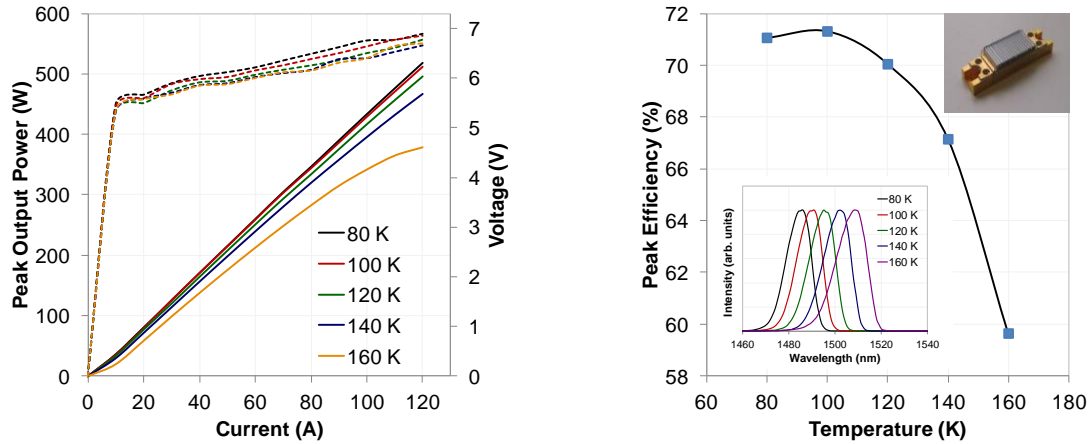 600
500
400
300
200
100
0
Peak Output Power (W)
7
6
5
4
3
2
1
0
Voltage (V)
80 K
100 K
120 K
140 K
160 K
0 20 40 60 80 100 120
Current (A)
72
70
68
66
64
62
60
58
Peak Efficiency (%)
Intensity (arb. units)
80 K
100 K
120 K
140 K
160 K
1460 1480 1500 1520 1540
Wavelength (nm)
60 80 100 120 140 160 180
Temperature (K)